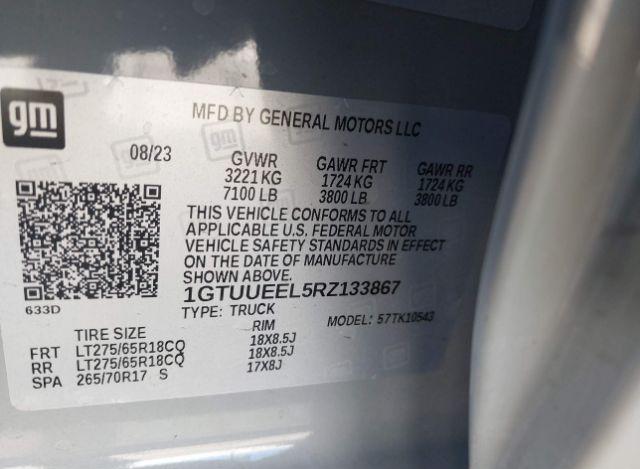 gm
MFD BY GENERAL MOTORS LLC
08/23 GVWR GAWR FRT GAWR RR
3221 KG 1724 KG 1724 KG
7100 LB 3800 LB 3800 LB
THIS VEHICLE CONFORMS TO ALL
APPLICABLE U.S. FEDERAL MOTOR
VEHICLE SAFETY STANDARDS IN EFFECT
ON THE DATE OF MANUFACTURE
SHOWN ABOVE.
633D 1GTUUEEL5RZ133867
TYPE: TRUCK MODEL: 57TK10543
TIRE SIZE RIM
FRT LT275/65R18CQ 18X8.5J
RR LT275/65R18CQ 18X8.5J
SPA 265/70R17 S 17X8J